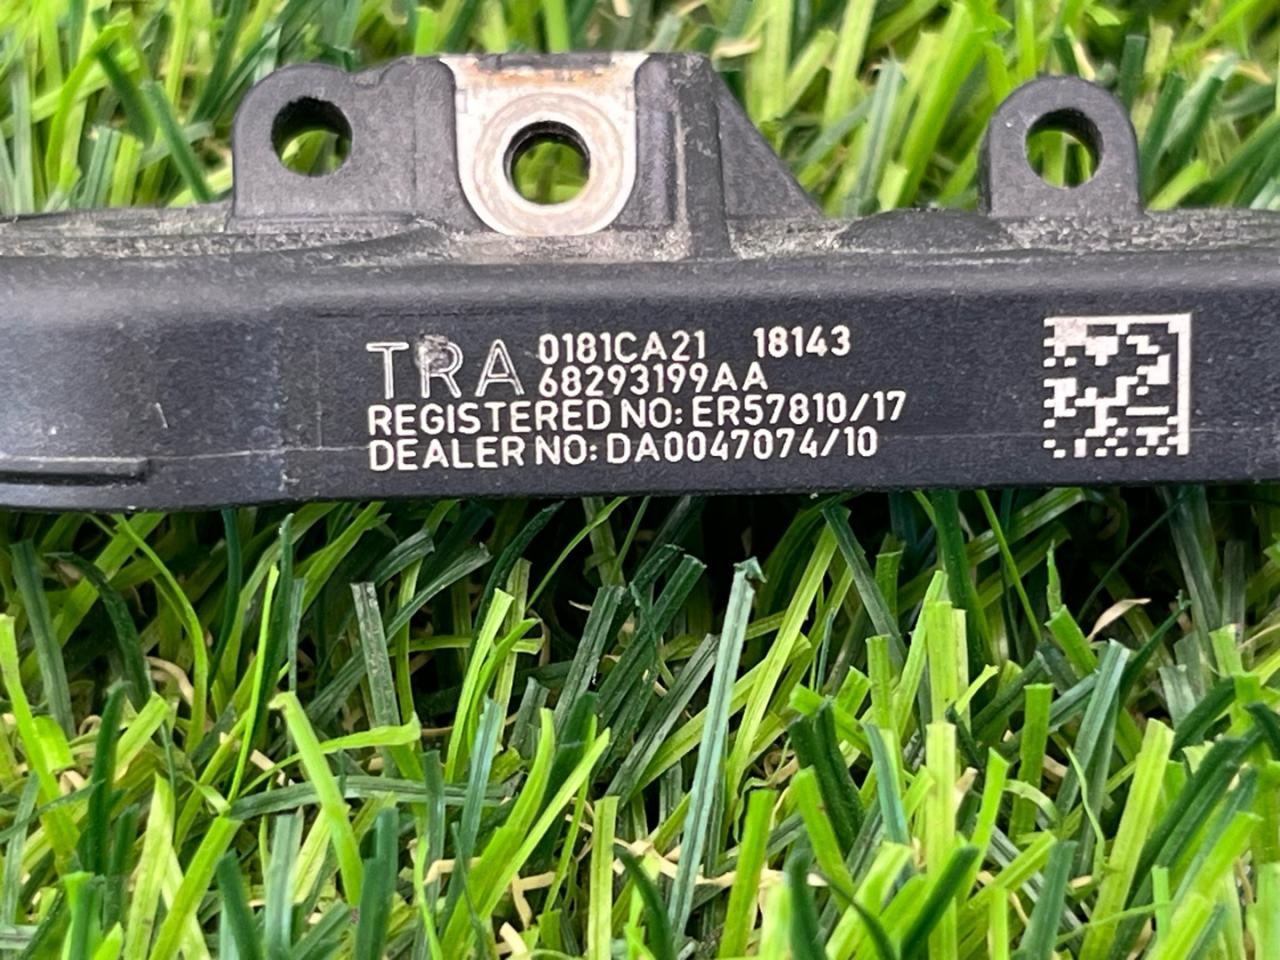 TRA 0181CA21 18143
68293199AA
REGISTERED NO: ER57810/17
DEALER NO: DA0047074/10